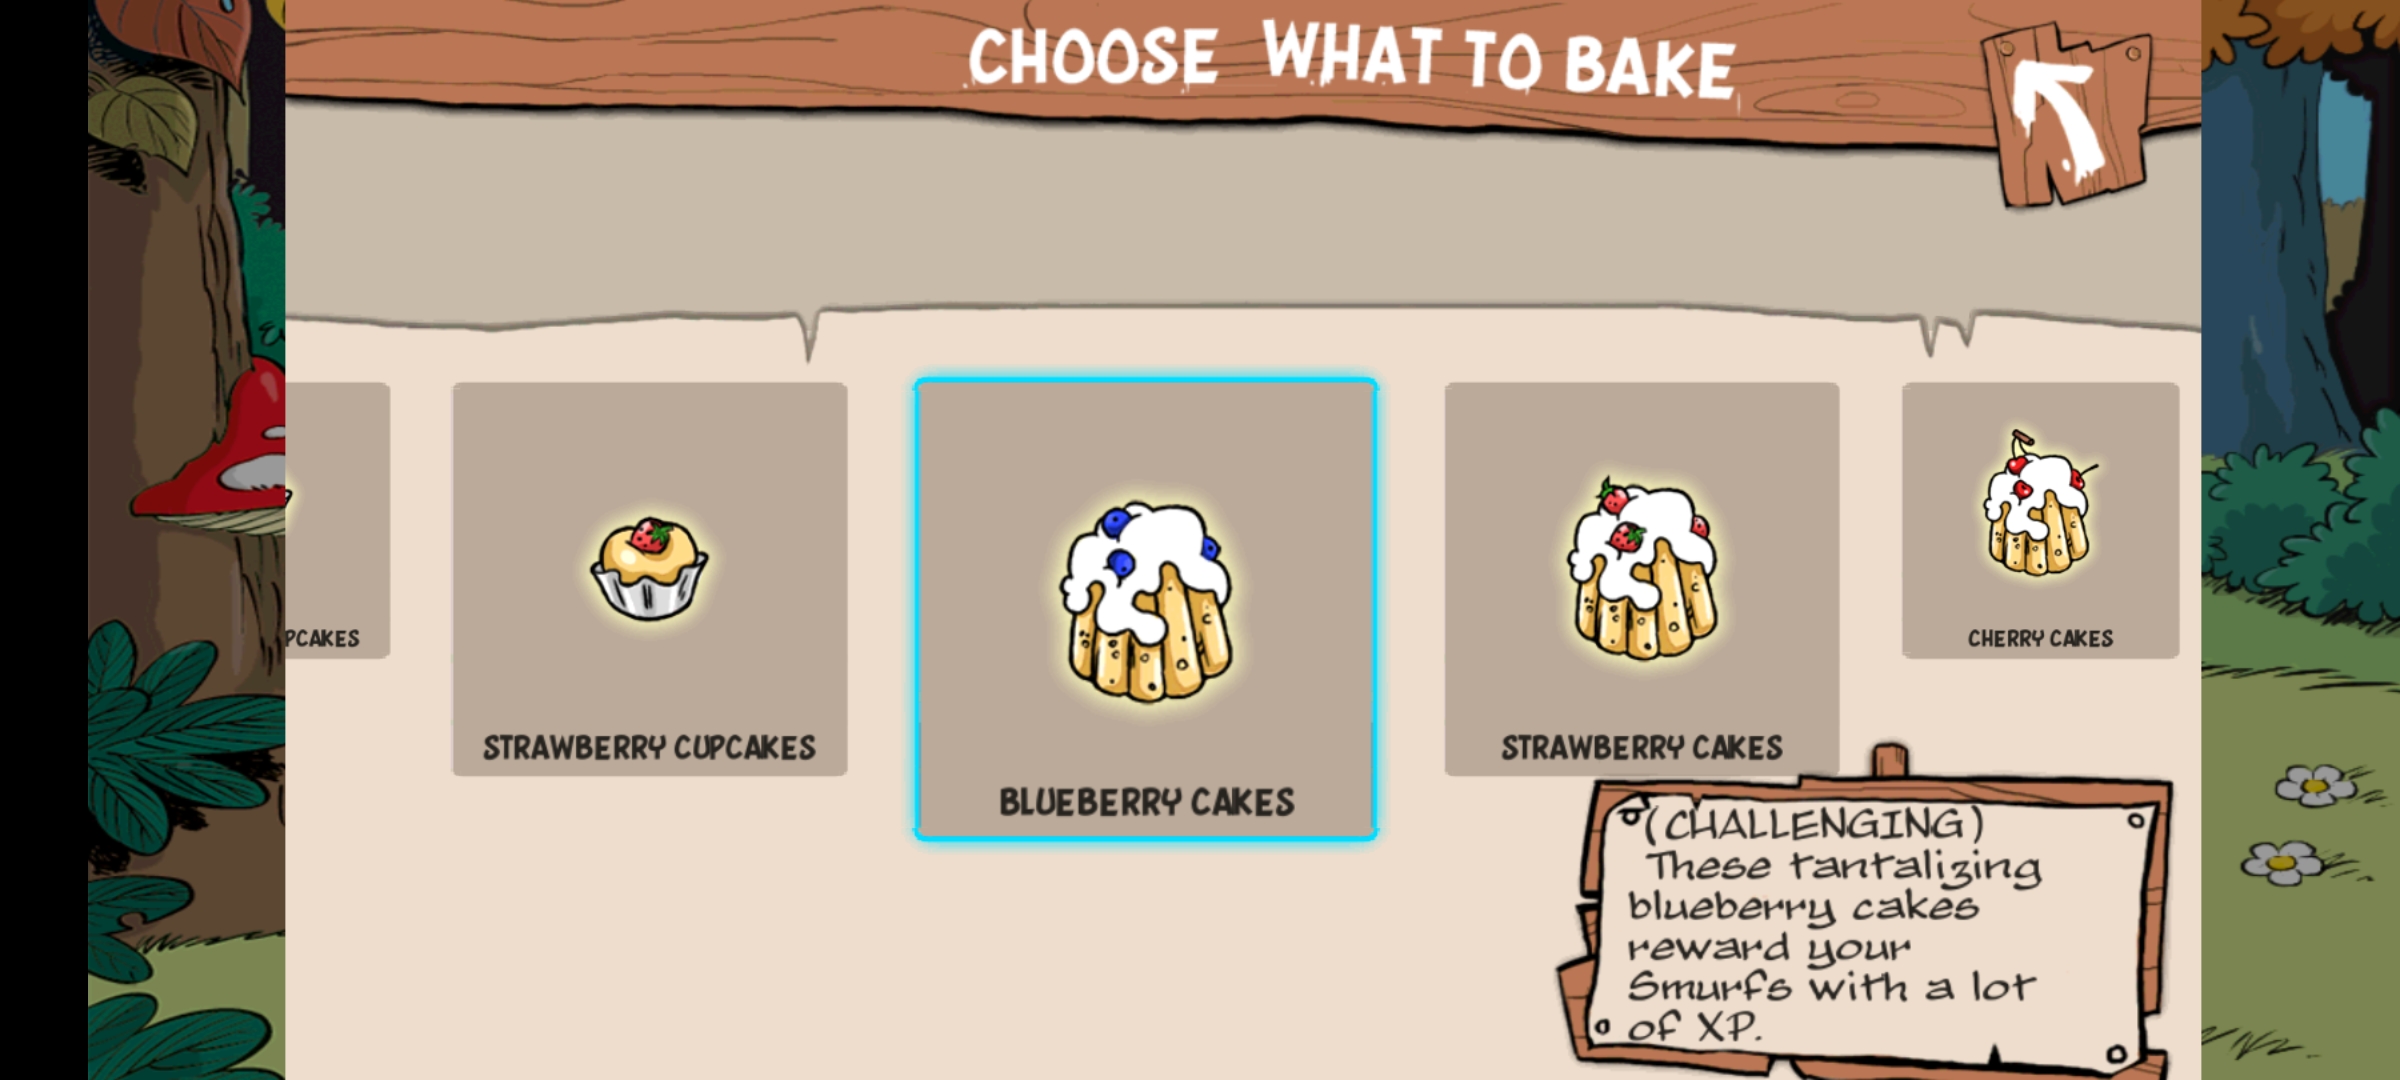 CHOOSE WHAT TO BAKE
PCAKES
STRAWBERRY CUPCAKES
BLUEBERRY CAKES
STRAWBERRY CAKES
CHERRY CAKES
(CHALLENGING)
These tantalizing
blueberry cakes
reward your
Smurfs with a lot
of XP.